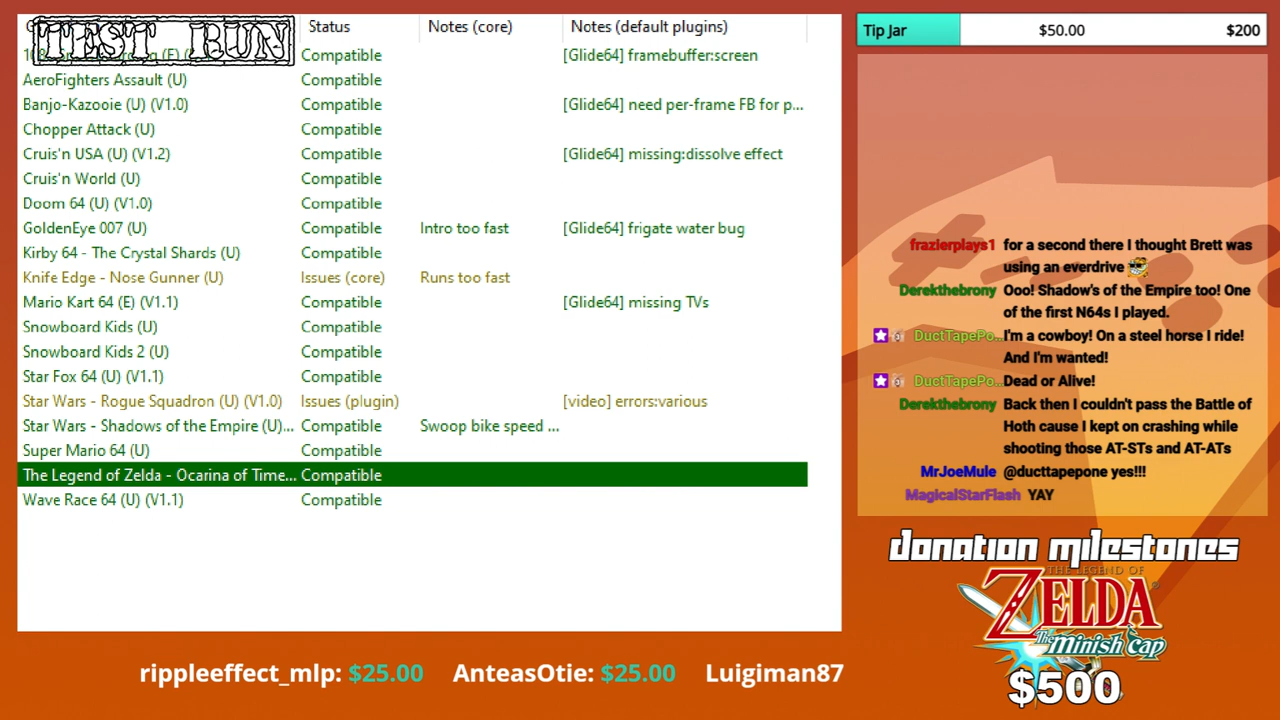 TEST RUN
Status Notes (core) Notes (default plugins)
Compatible [Glide64] framebuffer:screen
AeroFighters Assault (U) Compatible
Banjo-Kazooie (U) (V1.0) Compatible [Glide64] need per-frame FB for p...
Chopper Attack (U) Compatible
Cruis'n USA (U) (V1.2) Compatible [Glide64] missing:dissolve effect
Cruis'n World (U) Compatible
Doom 64 (U) (V1.0) Compatible
GoldenEye 007 (U) Compatible Intro too fast [Glide64] frigate water bug
Kirby 64 - The Crystal Shards (U) Compatible
Knife Edge - Nose Gunner (U) Issues (core) Runs too fast
Mario Kart 64 (E) (V1.1) Compatible [Glide64] missing TVs
Snowboard Kids (U) Compatible
Snowboard Kids 2 (U) Compatible
Star Fox 64 (U) (V1.1) Compatible
Star Wars - Rogue Squadron (U) (V1.0) Issues (plugin) [video] errors:various
Star Wars - Shadows of the Empire (U)... Compatible Swoop bike speed ...
Super Mario 64 (U) Compatible
The Legend of Zelda - Ocarina of Time... Compatible
Wave Race 64 (U) (V1.1) Compatible
Tip Jar $50.00 $200
frazierplays1 for a second there I thought Brett was
using an everdrive
Derekthebrony Ooo! Shadow's of the Empire too! One
of the first N64s I played.
DuctTapePo... I'm a cowboy! On a steel horse I ride!
And I'm wanted!
DuctTapePo... Dead or Alive!
Derekthebrony Back then I couldn't pass the Battle of
Hoth cause I kept on crashing while
shooting those AT-STs and AT-ATs
MrJoeMule @ducttapepone yes!!!
MagicalStarFlash YAY
donation milestones
THE LEGEND OF
ZELDA
The Minish Cap
$500
rippleeffect_mlp: $25.00 AnteasOtie: $25.00 Luigiman87